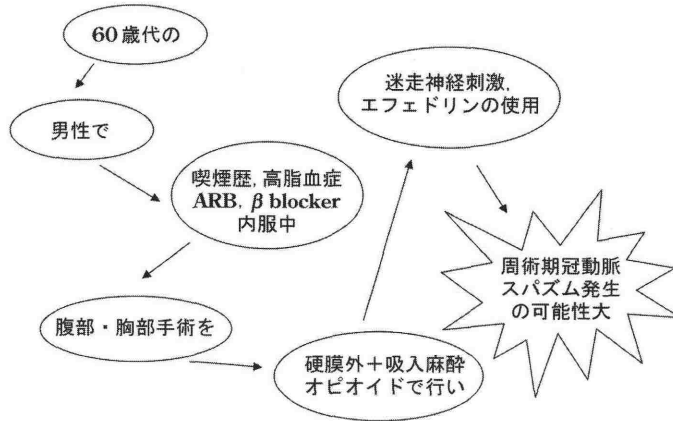 60歳代の
男性で
喫煙歴, 高脂血症
ARB, β blocker
内服中
腹部・胸部手術を
硬膜外+吸入麻酔
オピオイドで行い
迷走神経刺激,
エフェドリンの使用
周術期冠動脈
スパズム発生
の可能性大